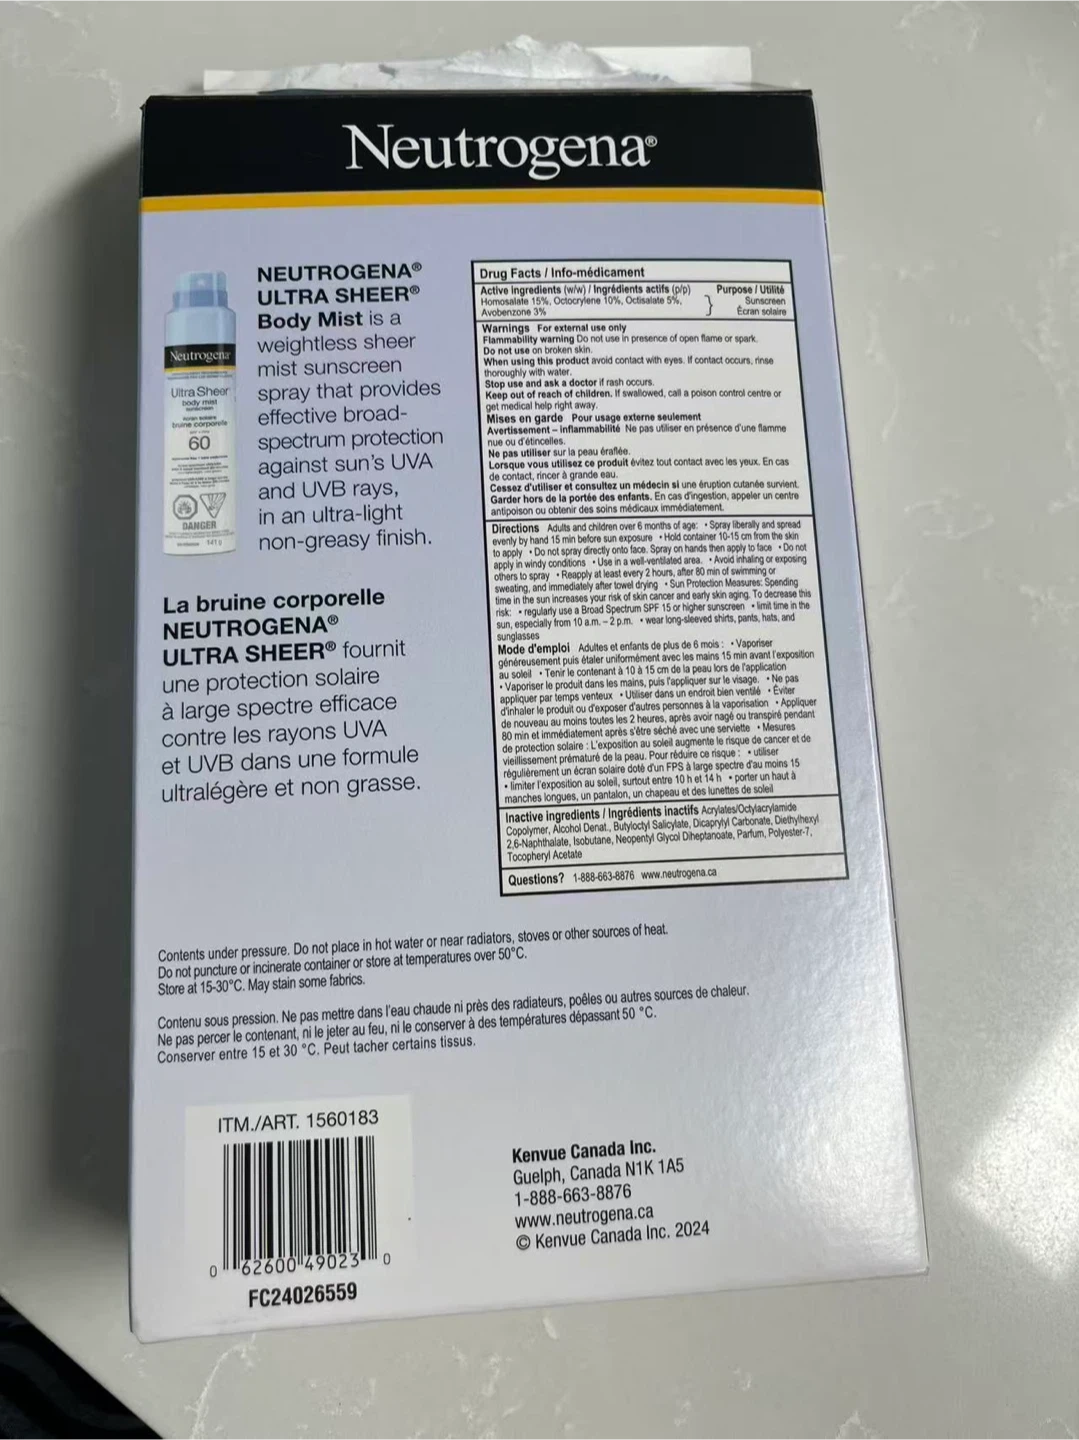 Neutrogena®
NEUTROGENA®
ULTRA SHEER®
Body Mist is a
weightless sheer
mist sunscreen
spray that provides
effective broad-
spectrum protection
against sun's UVA
and UVB rays,
in an ultra-light
non-greasy finish.
Neutrogena
Ultra Sheer
body mist
sunscreen
bruine corporelle
60
DANGER
141 g
La bruine corporelle
NEUTROGENA®
ULTRA SHEER® fournit
une protection solaire
à large spectre efficace
contre les rayons UVA
et UVB dans une formule
ultralégère et non grasse.
Drug Facts / Info-médicament
Active ingredients (w/w) / Ingrédients actifs (p/p) Purpose / Utilité
Homosalate 15%, Octocrylene 10%, Octisalate 5%, Sunscreen
Avobenzone 3% } Écran solaire
Warnings For external use only
Flammability warning Do not use in presence of open flame or spark.
Do not use on broken skin.
When using this product avoid contact with eyes. If contact occurs, rinse
thoroughly with water.
Stop use and ask a doctor if rash occurs.
Keep out of reach of children. If swallowed, call a poison control centre or
get medical help right away.
Mises en garde Pour usage externe seulement
Avertissement – inflammabilité Ne pas utiliser en présence d'une flamme
nue ou d'étincelles.
Ne pas utiliser sur la peau éraflée.
Lorsque vous utilisez ce produit évitez tout contact avec les yeux. En cas
de contact, rincer à grande eau.
Cessez d'utiliser et consultez un médecin si une éruption cutanée survient.
Garder hors de la portée des enfants. En cas d'ingestion, appeler un centre
antipoison ou obtenir des soins médicaux immédiatement.
Directions Adults and children over 6 months of age: • Spray liberally and spread
evenly by hand 15 min before sun exposure • Hold container 10-15 cm from the skin
to apply • Do not spray directly onto face. Spray on hands then apply to face • Do not
apply in windy conditions • Use in a well-ventilated area. • Avoid inhaling or exposing
others to spray • Reapply at least every 2 hours, after 80 min of swimming or
sweating, and immediately after towel drying • Sun Protection Measures: Spending
time in the sun increases your risk of skin cancer and early skin aging. To decrease this
risk: • regularly use a Broad Spectrum SPF 15 or higher sunscreen • limit time in the
sun, especially from 10 a.m. – 2 p.m. • wear long-sleeved shirts, pants, hats, and
sunglasses
Mode d'emploi Adultes et enfants de plus de 6 mois : • Vaporiser
généreusement puis étaler uniformément avec les mains 15 min avant l'exposition
au soleil • Tenir le contenant à 10 à 15 cm de la peau lors de l'application
• Vaporiser le produit dans les mains, puis l'appliquer sur le visage. • Ne pas
appliquer par temps venteux • Utiliser dans un endroit bien ventilé • Éviter
d'inhaler le produit ou d'exposer d'autres personnes à la vaporisation • Appliquer
de nouveau au moins toutes les 2 heures, après avoir nagé ou transpiré pendant
80 min et immédiatement après s'être séché avec une serviette • Mesures
de protection solaire : L'exposition au soleil augmente le risque de cancer et de
vieillissement prématuré de la peau. Pour réduire ce risque : • utiliser
régulièrement un écran solaire doté d'un FPS à large spectre d'au moins 15
• limiter l'exposition au soleil, surtout entre 10 h et 14 h • porter un haut à
manches longues, un pantalon, un chapeau et des lunettes de soleil
Inactive ingredients / Ingrédients inactifs Acrylates/Octylacrylamide
Copolymer, Alcohol Denat., Butyloctyl Salicylate, Dicaprylyl Carbonate, Diethylhexyl
2,6-Naphthalate, Isobutane, Neopentyl Glycol Diheptanoate, Parfum, Polyester-7,
Tocopheryl Acetate
Questions? 1-888-663-8876 www.neutrogena.ca
Contents under pressure. Do not place in hot water or near radiators, stoves or other sources of heat.
Do not puncture or incinerate container or store at temperatures over 50°C.
Store at 15-30°C. May stain some fabrics.
Contenu sous pression. Ne pas mettre dans l'eau chaude ni près des radiateurs, poêles ou autres sources de chaleur.
Ne pas percer le contenant, ni le jeter au feu, ni le conserver à des températures dépassant 50 °C.
Conserver entre 15 et 30 °C. Peut tacher certains tissus.
ITM./ART. 1560183
0 62600 49023 0
FC24026559
Kenvue Canada Inc.
Guelph, Canada N1K 1A5
1-888-663-8876
www.neutrogena.ca
© Kenvue Canada Inc. 2024